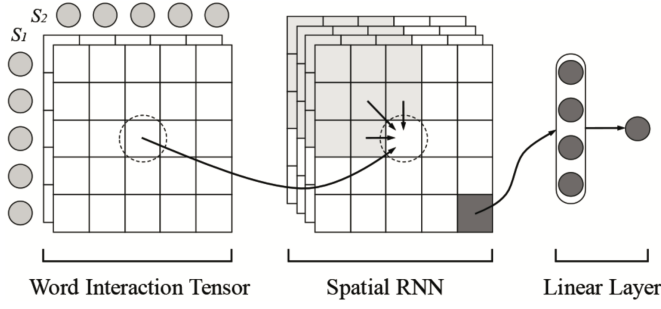 S2
S1
Word Interaction Tensor
Spatial RNN
Linear Layer